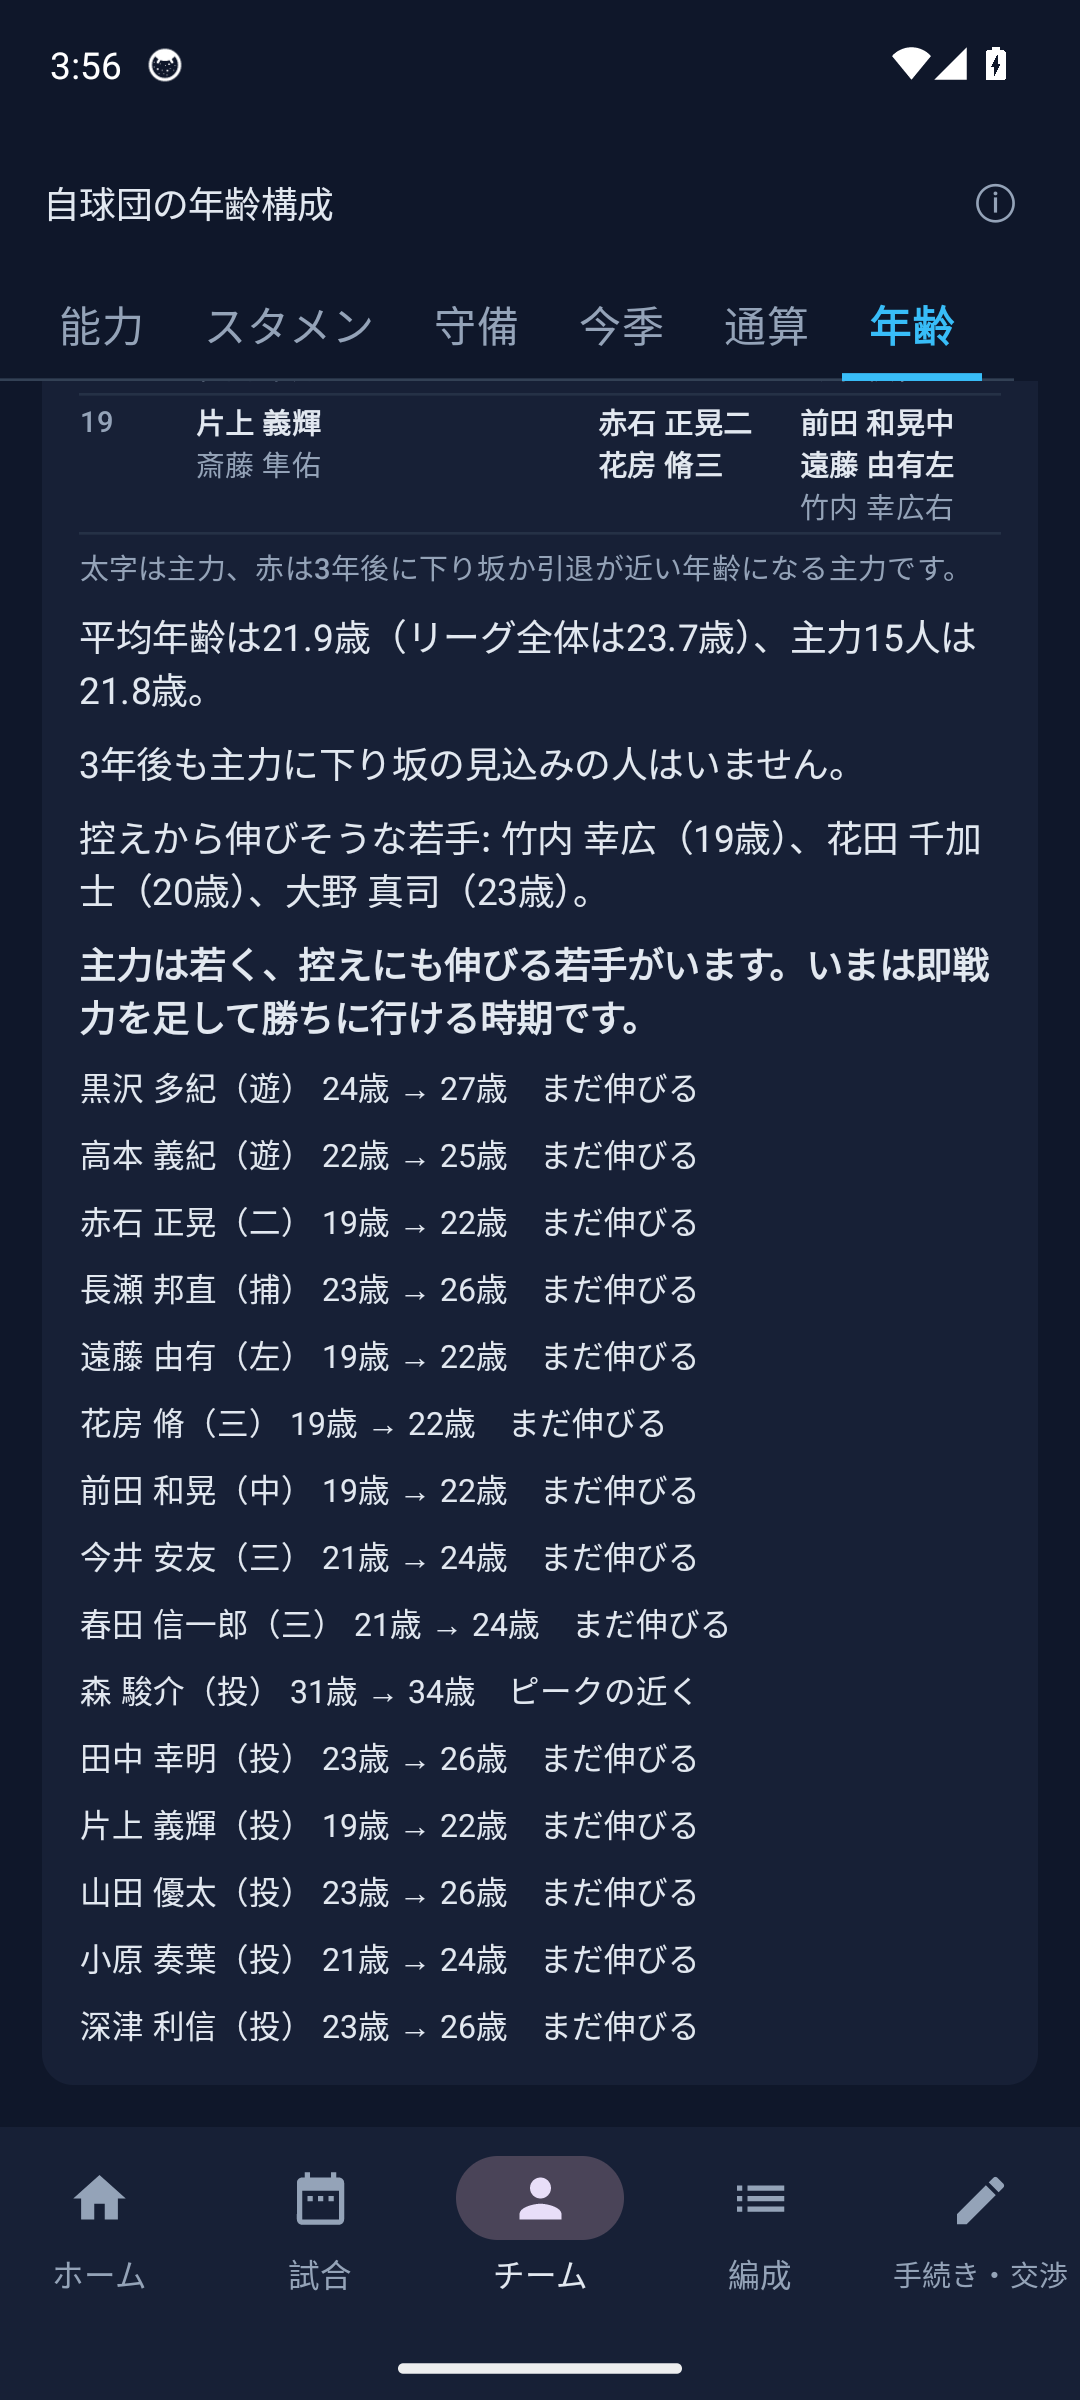 3:56
自球団の年齢構成
能力 スタメン 守備 今季 通算 年齢
19 片上 義輝 赤石 正晃二 前田 和晃中
斎藤 隼佑 花房 脩三 遠藤 由有左
竹内 幸広右
太字は主力、赤は3年後に下り坂か引退が近い年齢になる主力です。
平均年齢は21.9歳（リーグ全体は23.7歳）、主力15人は
21.8歳。
3年後も主力に下り坂の見込みの人はいません。
控えから伸びそうな若手: 竹内 幸広（19歳）、花田 千加
士（20歳）、大野 真司（23歳）。
主力は若く、控えにも伸びる若手がいます。いまは即戦
力を足して勝ちに行ける時期です。
黒沢 多紀（遊） 24歳 → 27歳　まだ伸びる
高本 義紀（遊） 22歳 → 25歳　まだ伸びる
赤石 正晃（二） 19歳 → 22歳　まだ伸びる
長瀬 邦直（捕） 23歳 → 26歳　まだ伸びる
遠藤 由有（左） 19歳 → 22歳　まだ伸びる
花房 脩（三） 19歳 → 22歳　まだ伸びる
前田 和晃（中） 19歳 → 22歳　まだ伸びる
今井 安友（三） 21歳 → 24歳　まだ伸びる
春田 信一郎（三） 21歳 → 24歳　まだ伸びる
森 駿介（投） 31歳 → 34歳　ピークの近く
田中 幸明（投） 23歳 → 26歳　まだ伸びる
片上 義輝（投） 19歳 → 22歳　まだ伸びる
山田 優太（投） 23歳 → 26歳　まだ伸びる
小原 奏葉（投） 21歳 → 24歳　まだ伸びる
深津 利信（投） 23歳 → 26歳　まだ伸びる
ホーム 試合 チーム 編成 手続き・交渉